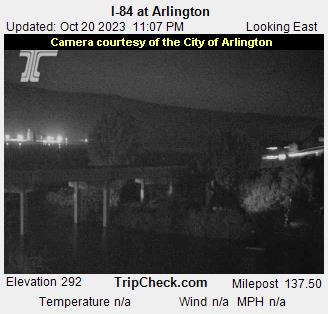 I-84 at Arlington
Updated: Oct 20 2023 11:07 PM Looking East
Camera courtesy of the City of Arlington
Elevation 292 TripCheck.com Milepost 137.50
Temperature n/a Wind n/a MPH n/a